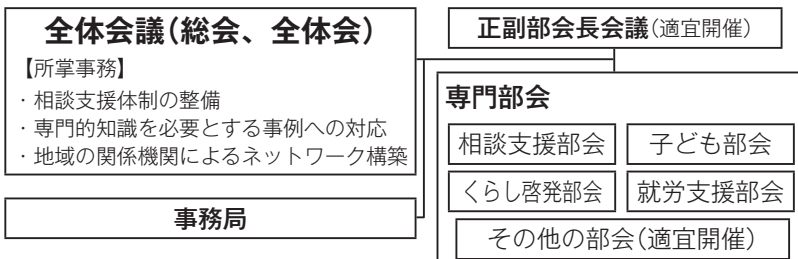 全体会議（総会、全体会）
【所掌事務】
・相談支援体制の整備
・専門的知識を必要とする事例への対応
・地域の関係機関によるネットワーク構築
事務局
正副部会長会議（適宜開催）
専門部会
相談支援部会
子ども部会
くらし啓発部会
就労支援部会
その他の部会（適宜開催）